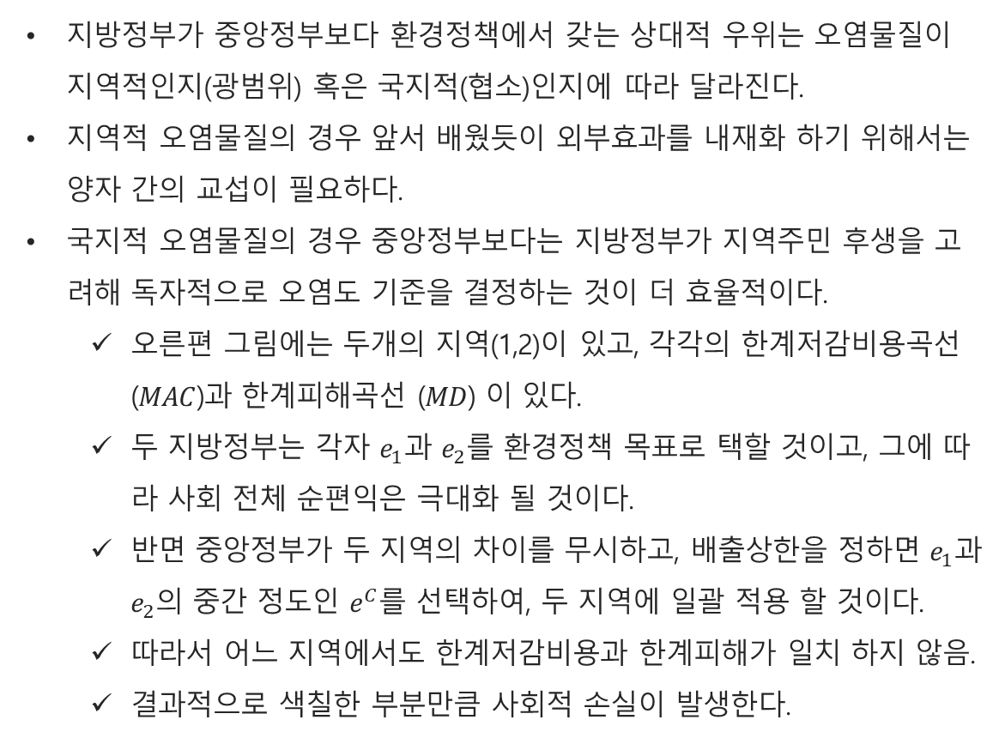 • 지방정부가 중앙정부보다 환경정책에서 갖는 상대적 우위는 오염물질이
지역적인지(광범위) 혹은 국지적(협소)인지에 따라 달라진다.
• 지역적 오염물질의 경우 앞서 배웠듯이 외부효과를 내재화 하기 위해서는
양자 간의 교섭이 필요하다.
• 국지적 오염물질의 경우 중앙정부보다는 지방정부가 지역주민 후생을 고
려해 독자적으로 오염도 기준을 결정하는 것이 더 효율적이다.
✓ 오른편 그림에는 두개의 지역(1,2)이 있고, 각각의 한계저감비용곡선
(MAC)과 한계피해곡선 (MD) 이 있다.
✓ 두 지방정부는 각자 e₁과 e₂를 환경정책 목표로 택할 것이고, 그에 따
라 사회 전체 순편익은 극대화 될 것이다.
✓ 반면 중앙정부가 두 지역의 차이를 무시하고, 배출상한을 정하면 e₁과
e₂의 중간 정도인 eᶜ를 선택하여, 두 지역에 일괄 적용 할 것이다.
✓ 따라서 어느 지역에서도 한계저감비용과 한계피해가 일치 하지 않음.
✓ 결과적으로 색칠한 부분만큼 사회적 손실이 발생한다.